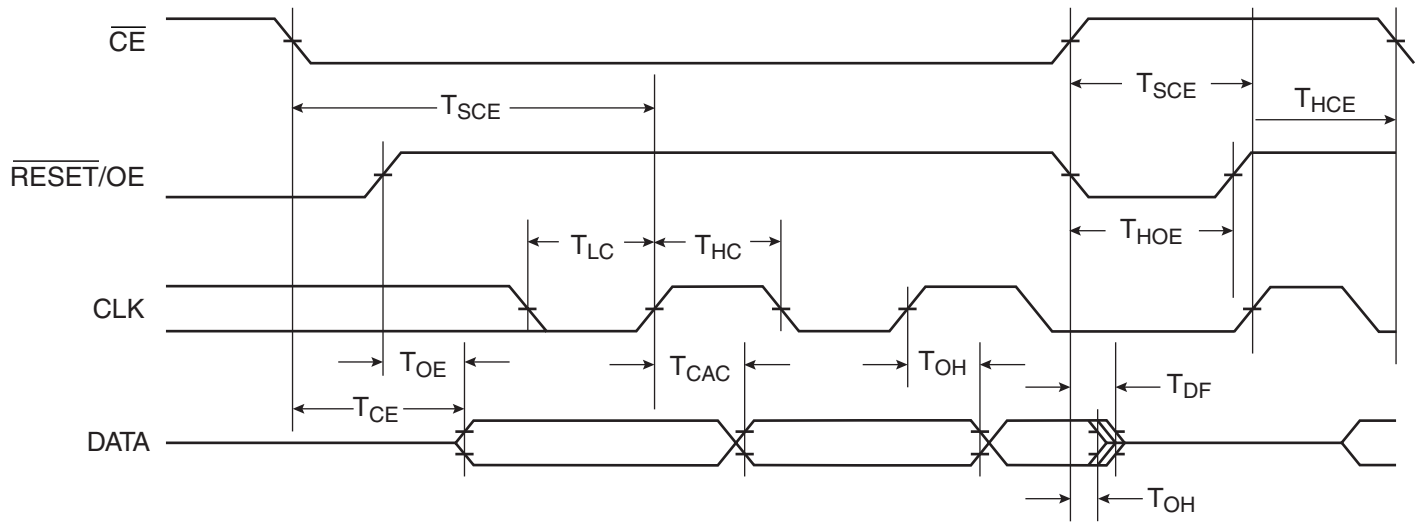 CE
T_SCE
T_SCE
T_HCE
RESET/OE
T_LC
T_HC
T_HOE
CLK
T_OE
T_CAC
T_OH
T_DF
T_CE
DATA
T_OH